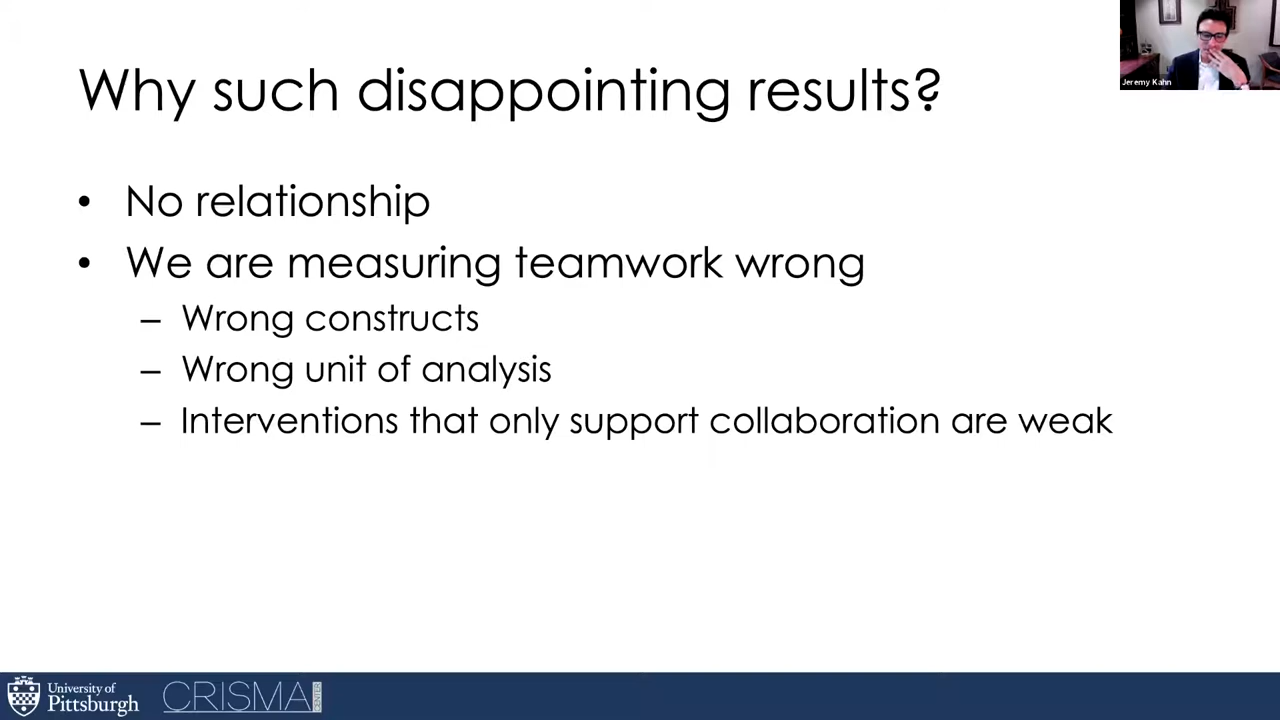 Jeremy Kahn
Why such disappointing results?
• No relationship
• We are measuring teamwork wrong
– Wrong constructs
– Wrong unit of analysis
– Interventions that only support collaboration are weak
University of
Pittsburgh
CRISMA
CENTER